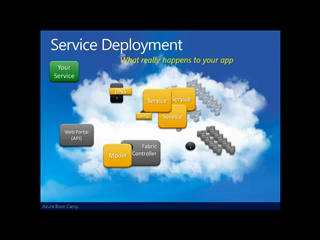 Service Deployment
What really happens to your app
Your
Service
DNS
Service
Service
Service
Web Portal
(API)
Model
Fabric
Controller
Azure Boot Camp